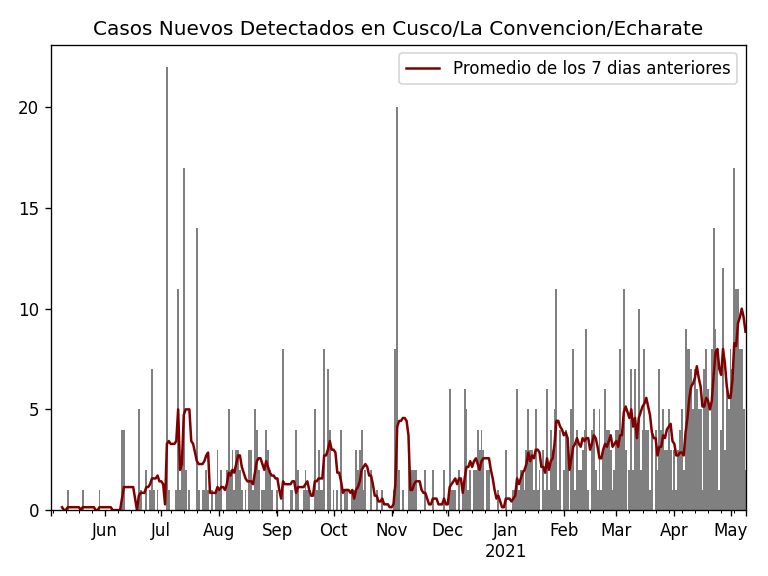 Casos Nuevos Detectados en Cusco/La Convencion/Echarate
Promedio de los 7 dias anteriores
20
15
10
5
0
Jun Jul Aug Sep Oct Nov Dec Jan Feb Mar Apr May
2021